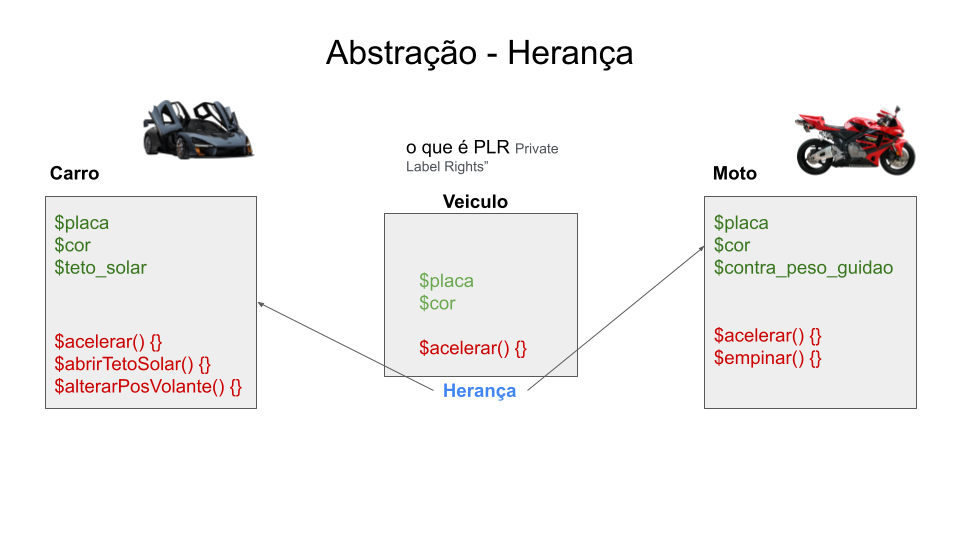 Abstração - Herança
o que é PLR Private
Label Rights”
Carro
$placa
$cor
$teto_solar
$acelerar() {}
$abrirTetoSolar() {}
$alterarPosVolante() {}
Veiculo
$placa
$cor
$acelerar() {}
Herança
Moto
$placa
$cor
$contra_peso_guidao
$acelerar() {}
$empinar() {}